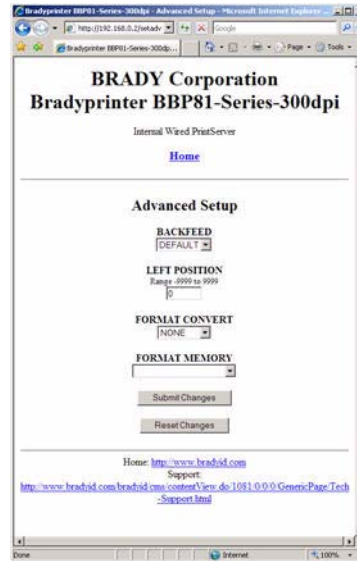 Bradyprinter BBP81-Series-300dpi - Advanced Setup - Microsoft Internet Explorer
http://192.168.0.2/setadv
Google
Bradyprinter BBP81-Series-300dp...
Page
Tools
BRADY Corporation
Bradyprinter BBP81-Series-300dpi
Internal Wired PrintServer
Home
Advanced Setup
BACKFEED
DEFAULT
LEFT POSITION
Range -9999 to 9999
0
FORMAT CONVERT
NONE
FORMAT MEMORY
Submit Changes
Reset Changes
Home: http://www.bradyid.com
Support:
http://www.bradyid.com/bradyid/cms/contentView.do/1081/0/0/0/GenericPage/Tech
-Support.html
Done
Internet
100%